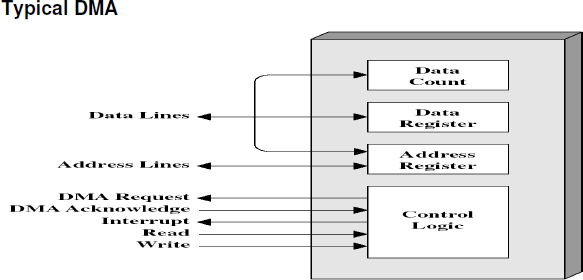 Typical DMA
Data
Count
Data Lines
Data
Register
Address Lines
Address
Register
DMA Request
DMA Acknowledge
Interrupt
Read
Write
Control
Logic